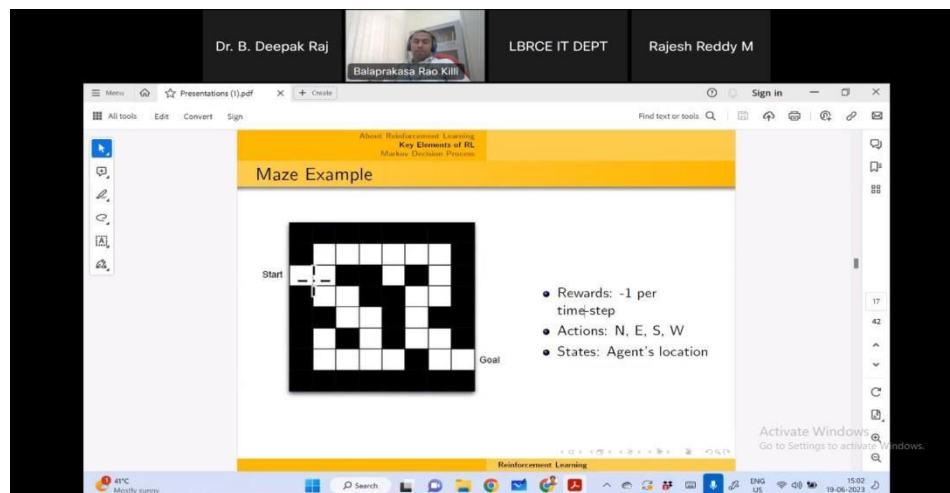 Dr. B. Deepak Raj
Balaprakasa Rao Killi
LBRCE IT DEPT
Rajesh Reddy M
Menu
Presentations (1).pdf
Create
Sign in
All tools Edit Convert Sign
Find text or tools
About Reinforcement Learning
Key Elements of RL
Markov Decision Process
Maze Example
Start
Goal
Rewards: -1 per
time-step
Actions: N, E, S, W
States: Agent's location
17
42
Activate Windows
Go to Settings to activate Windows.
Reinforcement Learning
41°C
Mostly sunny
Search
ENG
US
15:02
19-06-2023
2